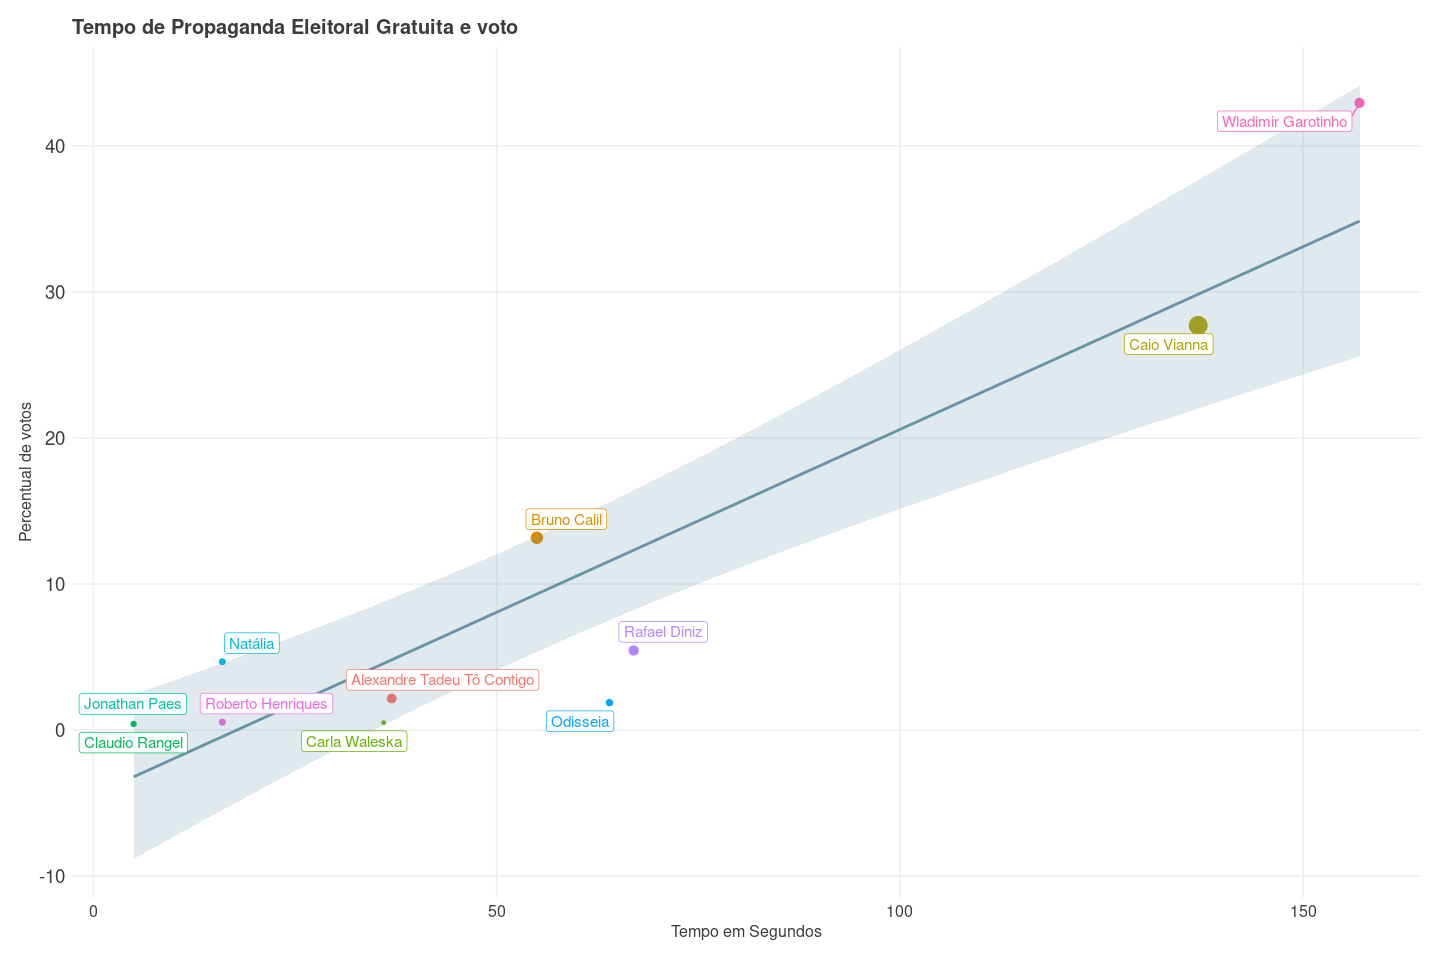 Tempo de Propaganda Eleitoral Gratuita e voto
Wladimir Garotinho
40
30
Caio Vianna
Percentual de votos
20
Bruno Calil
10
Rafael Diniz
Natália
Alexandre Tadeu Tô Contigo
Jonathan Paes
Roberto Henriques
Odisseia
0
Claudio Rangel
Carla Waleska
-10
0
50
100
150
Tempo em Segundos